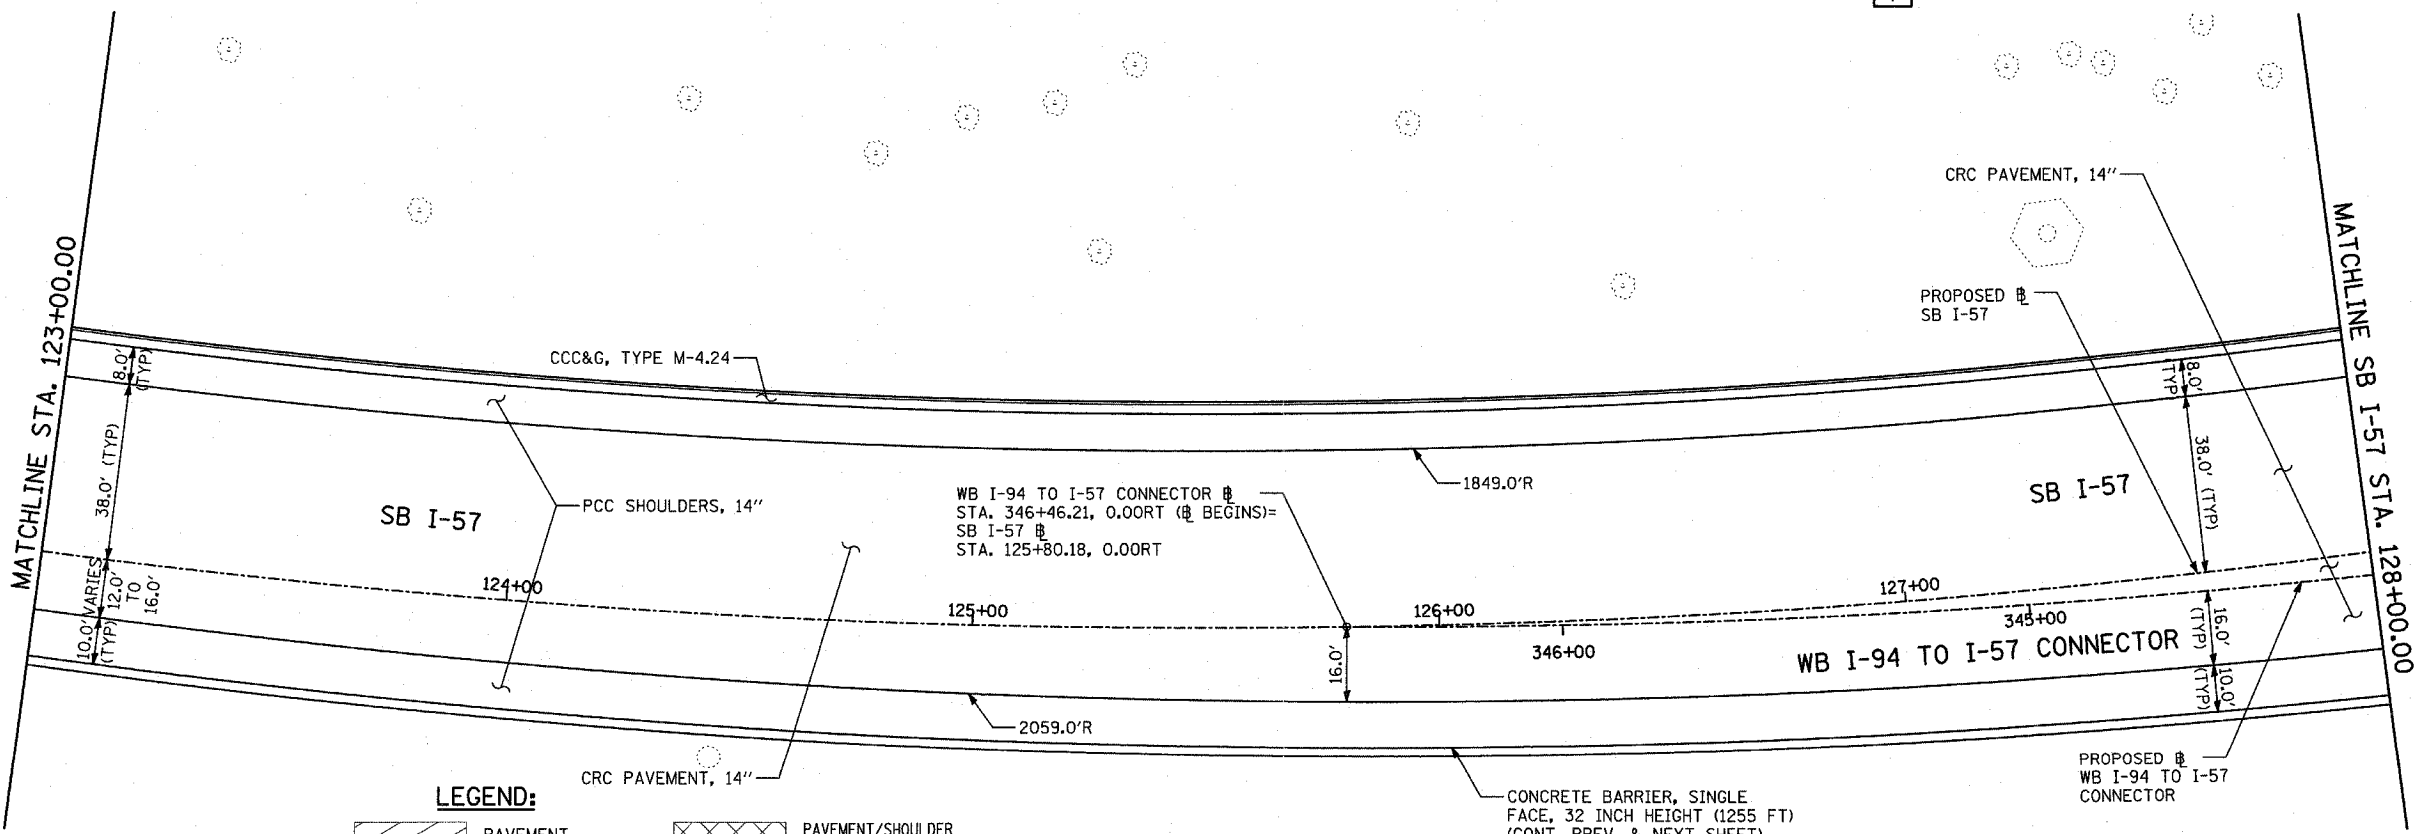 MATCHLINE STA. 123+00.00
8.0'
(TYP)
38.0' (TYP)
VARIES
12.0'
TO
16.0'
10.0'
(TYP)
CCC&G, TYPE M-4.24
PCC SHOULDERS, 14"
SB I-57
124+00
125+00
126+00
127+00
WB I-94 TO I-57 CONNECTOR ℄
STA. 346+46.21, 0.00RT (℄ BEGINS)=
SB I-57 ℄
STA. 125+80.18, 0.00RT
1849.0'R
2059.0'R
16.0'
346+00
345+00
CRC PAVEMENT, 14"
PROPOSED ℄
SB I-57
SB I-57
8.0'
(TYP)
38.0' (TYP)
16.0'
(TYP)
10.0'
(TYP)
WB I-94 TO I-57 CONNECTOR
MATCHLINE SB I-57 STA. 128+00.00
CRC PAVEMENT, 14"
PROPOSED ℄
WB I-94 TO I-57
CONNECTOR
CONCRETE BARRIER, SINGLE
FACE, 32 INCH HEIGHT (1255 FT)
(CONT. PREV. & NEXT SHEET)
LEGEND:
PAVEMENT
PAVEMENT/SHOULDER